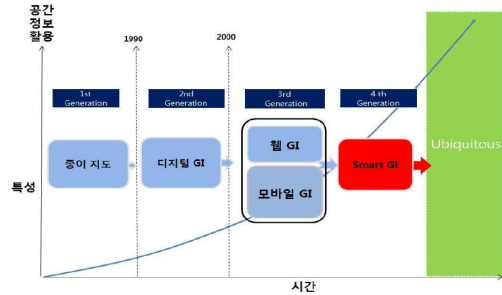 공간
정보
활용
1990
2000
1st
Generation
2nd
Generation
3rd
Generation
4 th
Generation
종이 지도
디지털 GI
웹 GI
모바일 GI
Smart GI
Ubiquitous
특성
시간